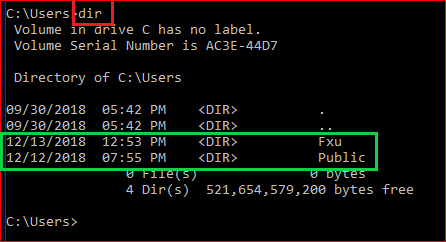 C:\Users>dir
Volume in drive C has no label.
Volume Serial Number is AC3E-44D7
Directory of C:\Users
09/30/2018  05:42 PM    <DIR>          .
09/30/2018  05:42 PM    <DIR>          ..
12/13/2018  12:53 PM    <DIR>          Fxu
12/12/2018  07:55 PM    <DIR>          Public
0 File(s)              0 bytes
4 Dir(s)  521,654,579,200 bytes free
C:\Users>